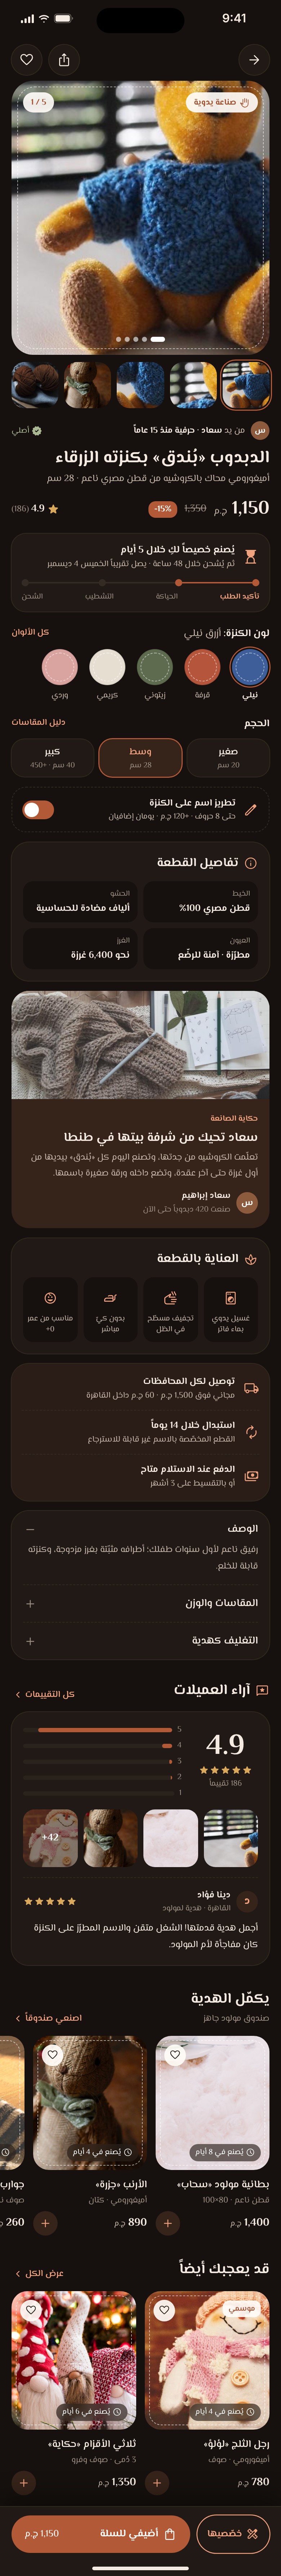 9:41
صناعة يدوية
1 / 5
س
من يد سعاد · حرفية منذ 15 عاماً
أصلي
الدبدوب «بُندق» بكنزته الزرقاء
أميغورومي محاك بالكروشيه من قطن مصري ناعم · 28 سم
1,150 ج.م
1,350
-15%
4.9 (186)
يُصنع خصيصاً لكِ خلال 5 أيام
ثم يُشحن خلال 48 ساعة · يصل تقريباً الخميس 4 ديسمبر
تأكيد الطلب
الحياكة
التشطيب
الشحن
لون الكنزة: أزرق نيلي
كل الألوان
نيلي
قرفة
زيتوني
كريمي
وردي
الحجم
دليل المقاسات
صغير
20 سم
وسط
28 سم
كبير
40 سم · +450
تطريز اسم على الكنزة
حتى 8 حروف · +120 ج.م · يومان إضافيان
تفاصيل القطعة
الخيط
قطن مصري 100%
الحشو
ألياف مضادة للحساسية
العيون
مطرّزة · آمنة للرضّع
الغرز
نحو 6,400 غرزة
حكاية الصانعة
سعاد تحيك من شرفة بيتها في طنطا
تعلّمت الكروشيه من جدتها، وتصنع اليوم كل «بُندق» بيديها من
أول غرزة حتى آخر عقدة، وتضع داخله ورقة صغيرة باسمها.
س
سعاد إبراهيم
صنعت 420 دبدوباً حتى الآن
العناية بالقطعة
غسيل يدوي
بماء فاتر
تجفيف مسطّح
في الظل
بدون كيّ
مباشر
مناسب من عمر
0+
توصيل لكل المحافظات
مجاني فوق 1,500 ج.م · 60 ج.م داخل القاهرة
استبدال خلال 14 يوماً
القطع المخصّصة بالاسم غير قابلة للاسترجاع
الدفع عند الاستلام متاح
أو بالتقسيط على 3 أشهر
الوصف
رفيق ناعم لأول سنوات طفلك؛ أطرافه مثبّتة بغرز مزدوجة، وكنزته
قابلة للخلع.
المقاسات والوزن
التغليف كهدية
آراء العميلات
كل التقييمات
4.9
186 تقييماً
5
4
3
2
1
+42
د
دينا فؤاد
القاهرة · هدية لمولود
أجمل هدية قدمتها! الشغل متقن والاسم المطرّز على الكنزة
كان مفاجأة لأم المولود.
يكمّل الهدية
صندوق مولود جاهز
اصنعي صندوقاً
يُصنع في 8 أيام
يُصنع في 4 أيام
بطانية مولود «سحاب»
قطن ناعم · 80×100
1,400 ج.م
الأرنب «جزرة»
أميغورومي · كتان
890 ج.م
جوارب
صوف
260
قد يعجبك أيضاً
عرض الكل
موسمي
يُصنع في 4 أيام
يُصنع في 6 أيام
رجل الثلج «لؤلؤ»
أميغورومي · صوف
780 ج.م
ثلاثي الأقزام «حكاية»
3 دُمى · صوف وفرو
1,350 ج.م
خصّصيها
أضيفي للسلة
1,150 ج.م